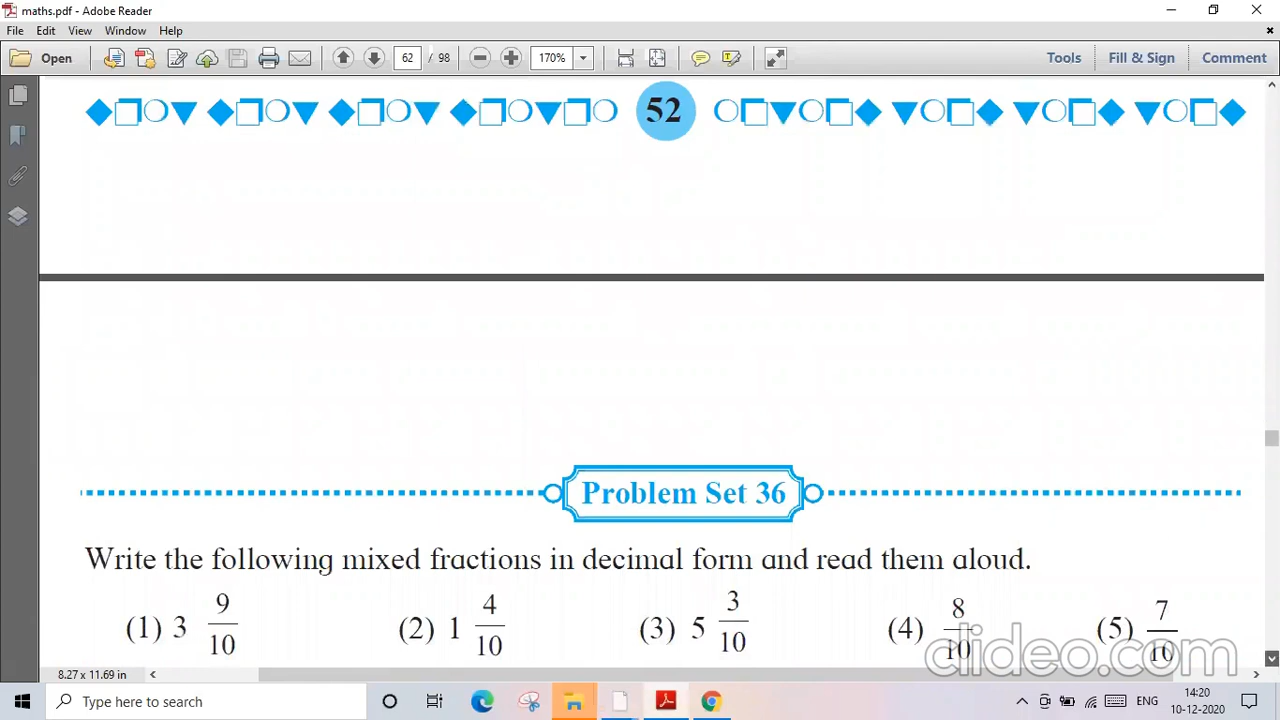 maths.pdf - Adobe Reader
File Edit View Window Help
Open 62 / 98 170% Tools Fill & Sign Comment
52
Problem Set 36
Write the following mixed fractions in decimal form and read them aloud.
(1) 3 9/10 (2) 1 4/10 (3) 5 3/10 (4) 8/10 (5) 7/10
clideo.com
8.27 x 11.69 in
Type here to search
ENG
14:20
10-12-2020